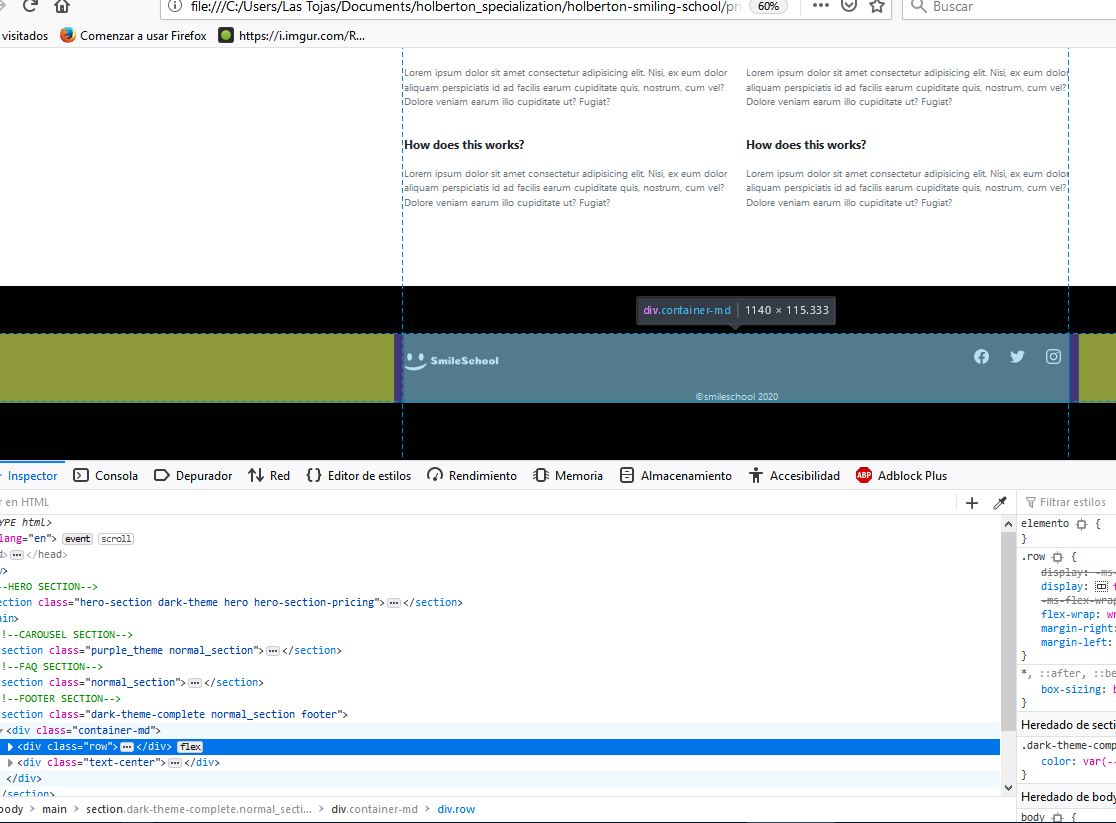 file:///C:/Users/Las Tojas/Documents/holberton_specialization/holberton-smiling-school/pri
60%
Buscar
visitados
Comenzar a usar Firefox
https://i.imgur.com/R...
Lorem ipsum dolor sit amet consectetur adipisicing elit. Nisi, ex eum dolor
aliquam perspiciatis id ad facilis earum cupiditate quis, nostrum, cum vel?
Dolore veniam earum illo cupiditate ut? Fugiat?
Lorem ipsum dolor sit amet consectetur adipisicing elit. Nisi, ex eum dolor
aliquam perspiciatis id ad facilis earum cupiditate quis, nostrum, cum vel?
Dolore veniam earum illo cupiditate ut? Fugiat?
How does this works?
Lorem ipsum dolor sit amet consectetur adipisicing elit. Nisi, ex eum dolor
aliquam perspiciatis id ad facilis earum cupiditate quis, nostrum, cum vel?
Dolore veniam earum illo cupiditate ut? Fugiat?
How does this works?
Lorem ipsum dolor sit amet consectetur adipisicing elit. Nisi, ex eum dolor
aliquam perspiciatis id ad facilis earum cupiditate quis, nostrum, cum vel?
Dolore veniam earum illo cupiditate ut? Fugiat?
div.container-md | 1140 × 115.333
SmileSchool
©smileschool 2020
Inspector
Consola
Depurador
Red
Editor de estilos
Rendimiento
Memoria
Almacenamiento
Accesibilidad
ABP Adblock Plus
r en HTML
YPE html>
lang="en"> event scroll
d> ••• </head>
y>
--HERO SECTION-->
ection class="hero-section dark-theme hero hero-section-pricing"> ••• </section>
ain>
!--CAROUSEL SECTION-->
section class="purple_theme normal_section"> ••• </section>
!--FAQ SECTION-->
section class="normal_section"> ••• </section>
!--FOOTER SECTION-->
section class="dark-theme-complete normal_section footer">
<div class="container-md">
<div class="row"> ••• </div> flex
<div class="text-center"> ••• </div>
</div>
/section>
body > main > section.dark-theme-complete.normal_secti... > div.container-md > div.row
Filtrar estilos
elemento {
}
.row {
display: -ms-
display: f
-ms-flex-wrap
flex-wrap: wr
margin-right:
margin-left:
}
*, ::after, ::be
box-sizing: b
}
Heredado de secti
.dark-theme-comp
color: var(--
}
Heredado de body
body {